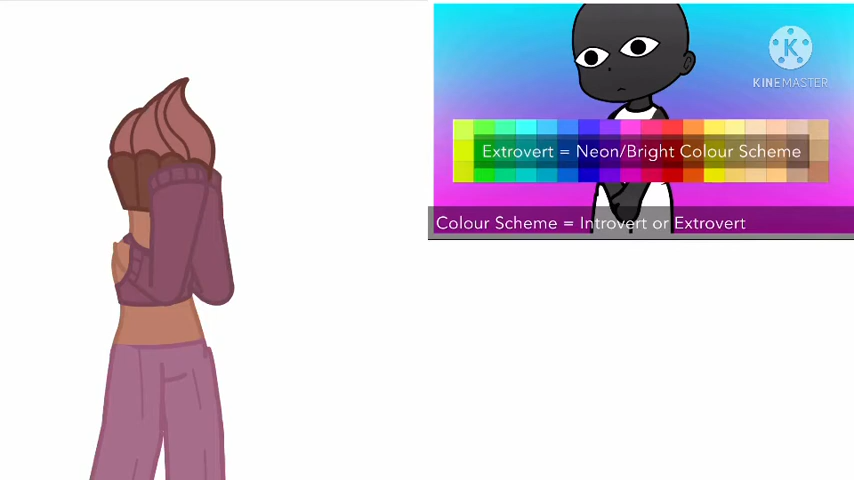 K
KINEMASTER
Extrovert = Neon/Bright Colour Scheme
Colour Scheme = Introvert or Extrovert